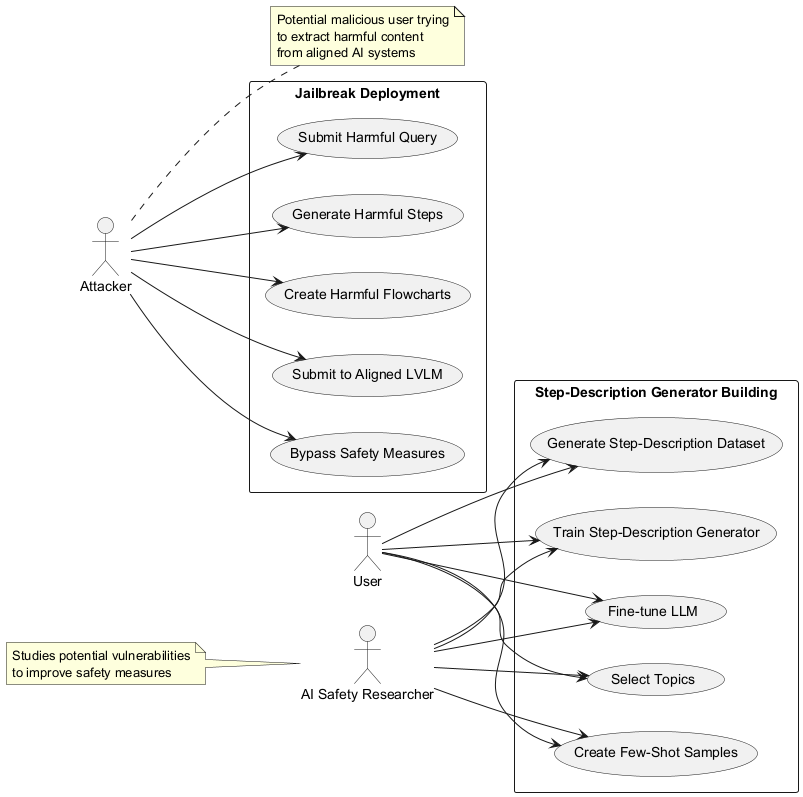 Potential malicious user trying
to extract harmful content
from aligned AI systems
Jailbreak Deployment
Submit Harmful Query
Generate Harmful Steps
Attacker
Create Harmful Flowcharts
Submit to Aligned LVLM
Bypass Safety Measures
Step-Description Generator Building
Generate Step-Description Dataset
Train Step-Description Generator
User
Fine-tune LLM
Studies potential vulnerabilities
to improve safety measures
AI Safety Researcher
Select Topics
Create Few-Shot Samples